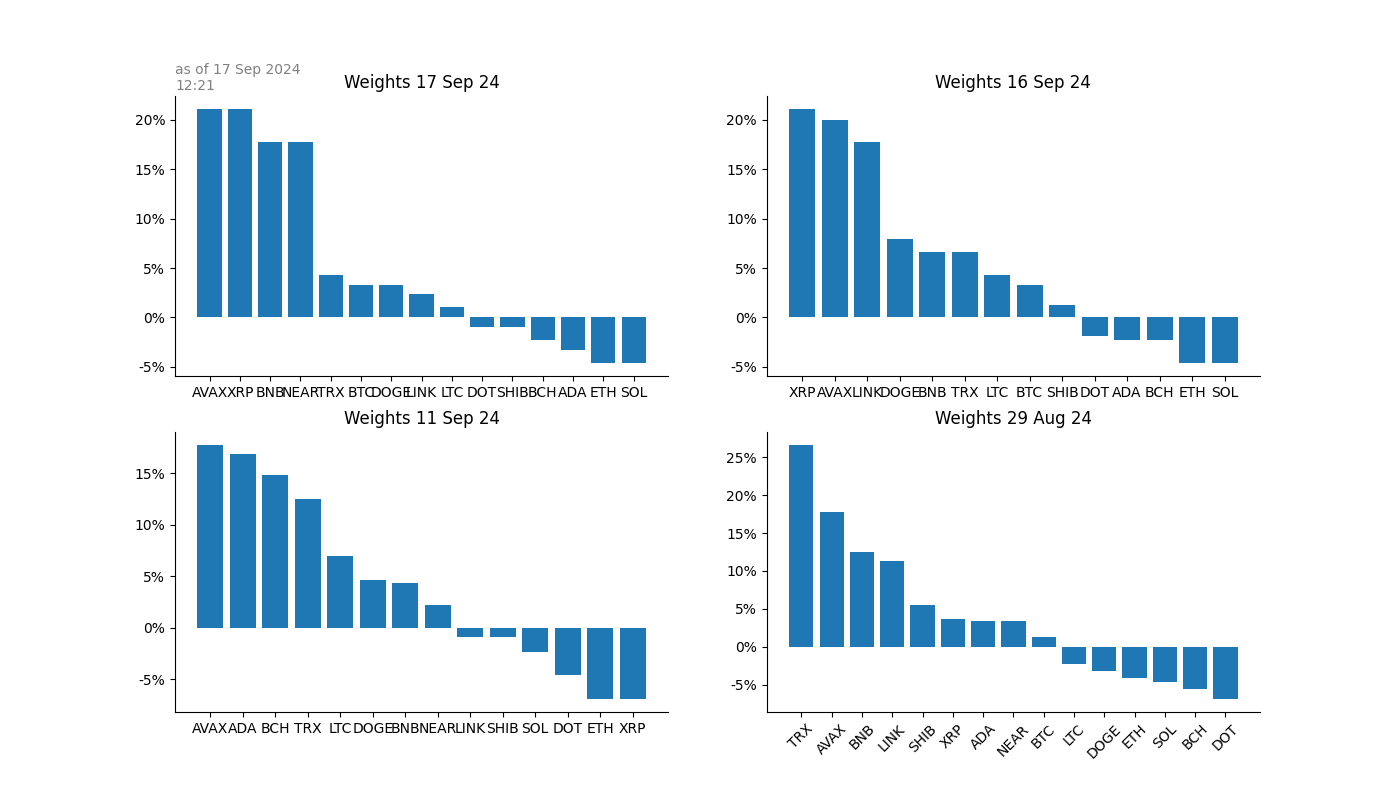 as of 17 Sep 2024
12:21
Weights 17 Sep 24
20%
15%
10%
5%
0%
-5%
AVAX XRP BNB NEAR TRX BTC DOGE LINK LTC DOT SHIB BCH ADA ETH SOL
Weights 16 Sep 24
20%
15%
10%
5%
0%
-5%
XRP AVAX LINK DOGE BNB TRX LTC BTC SHIB DOT ADA BCH ETH SOL
Weights 11 Sep 24
15%
10%
5%
0%
-5%
AVAX ADA BCH TRX LTC DOGE BNB NEAR LINK SHIB SOL DOT ETH XRP
Weights 29 Aug 24
25%
20%
15%
10%
5%
0%
-5%
TRX AVAX BNB LINK SHIB XRP ADA NEAR BTC LTC DOGE ETH SOL BCH DOT